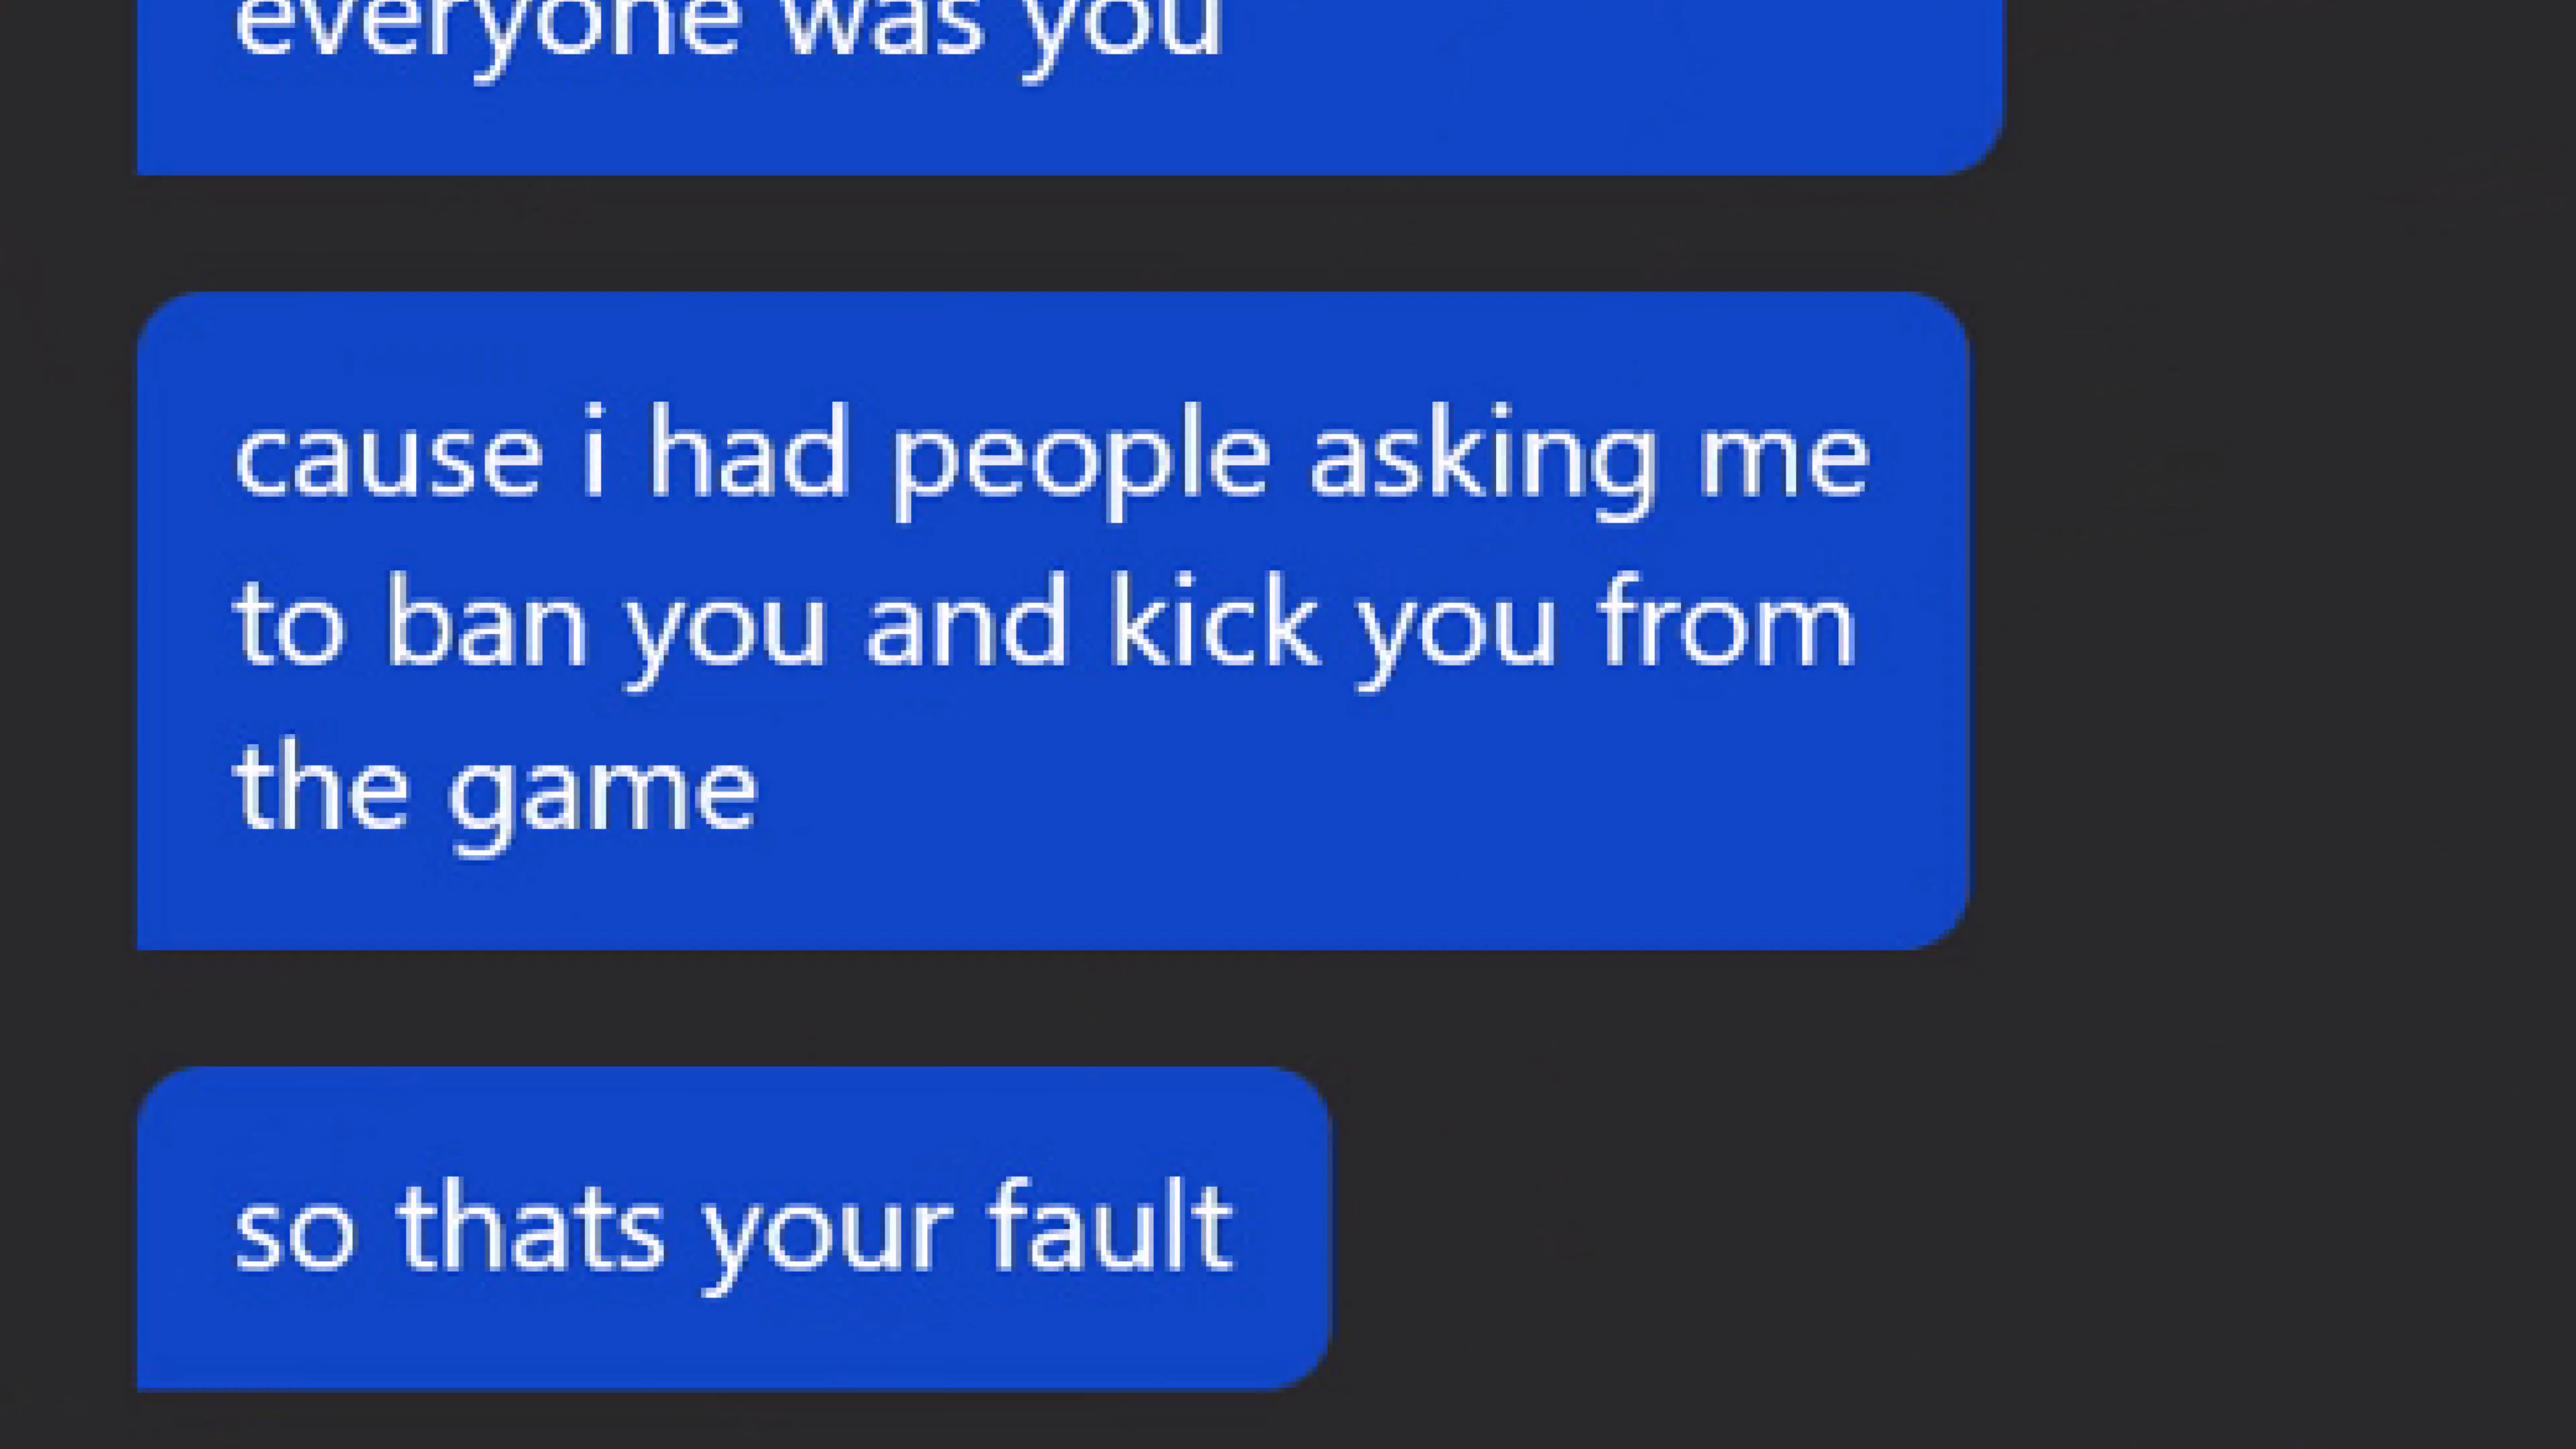 everyone was you
cause i had people asking me
to ban you and kick you from
the game
so thats your fault